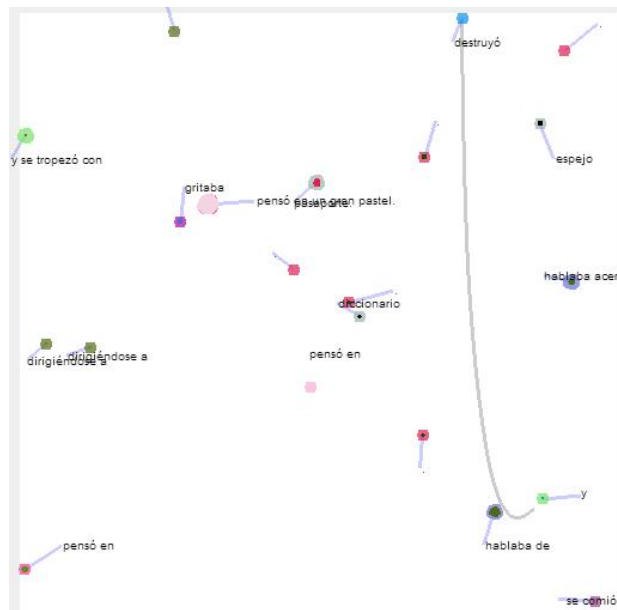 destruyó
y se tropezó con
espejo
gritaba
pensó en un gran pastel.
pasaporte.
hablaba acer
diccionario
pensó en
dirigiéndose a
dirigiéndose a
y
pensó en
hablaba de
se comió